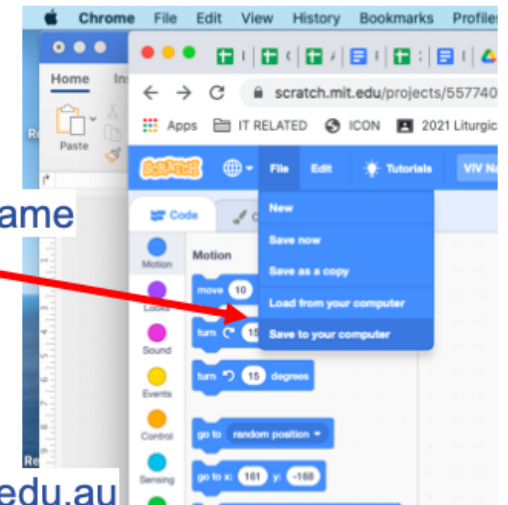 Chrome File Edit View History Bookmarks Profiles
Home
scratch.mit.edu/projects/557740
Paste
Apps IT RELATED ICON 2021 Liturgic
SCRATCH File Edit Tutorials VIV Na
ame
Code
New
Motion Motion
Save now
move 10
Save as a copy
Looks
Load from your computer
turn 15
Save to your computer
Sound
turn 15 degrees
Events
Control
go to random position
Sensing
go to x: 161 y: -168
edu.au